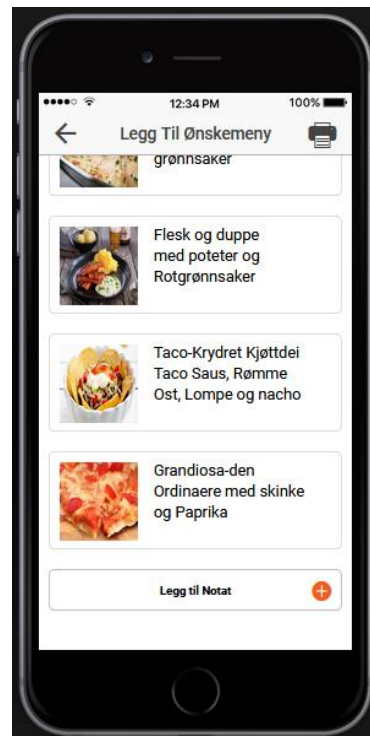 12:34 PM
100%
Legg Til Ønskemeny
grønnsaker
Flesk og duppe
med poteter og
Rotgrønnsaker
Taco-Krydret Kjøttdei
Taco Saus, Rømme
Ost, Lompe og nacho
Grandiosa-den
Ordinaere med skinke
og Paprika
Legg til Notat